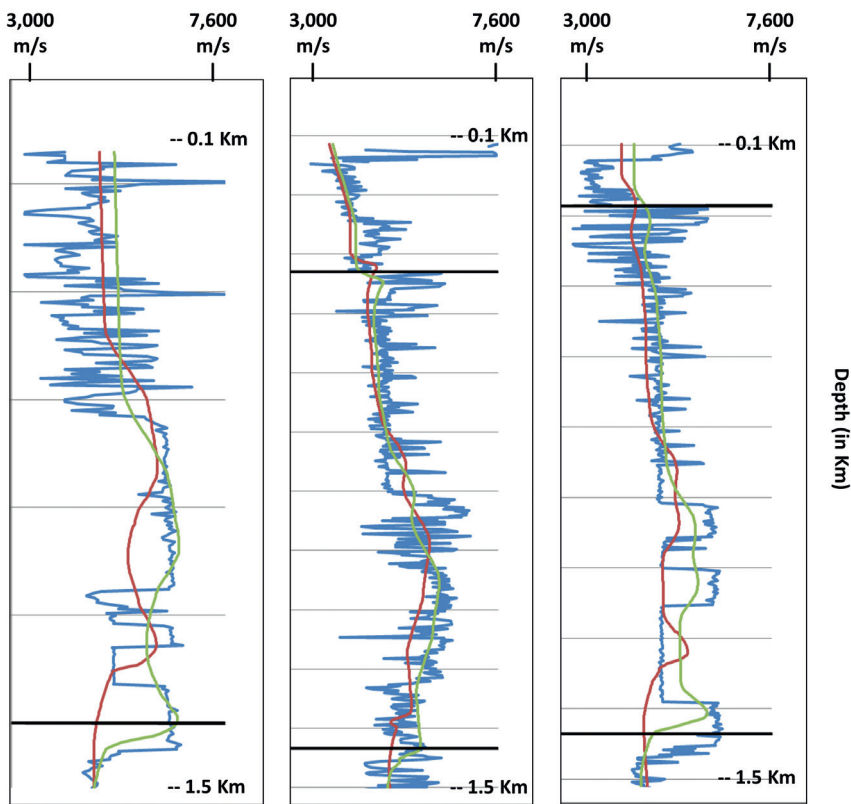 3,000 7,600 3,000 7,600 3,000 7,600
m/s m/s m/s m/s m/s m/s
-- 0.1 Km -- 0.1 Km -- 0.1 Km
Depth (in Km)
-- 1.5 Km -- 1.5 Km -- 1.5 Km